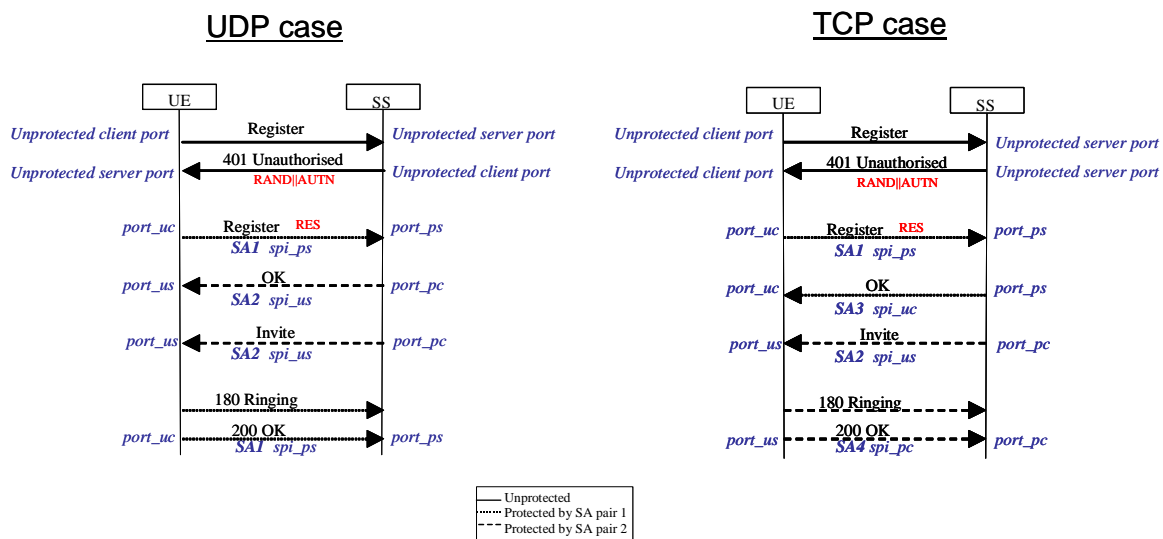 UDP case
UE
SS
Unprotected client port
Register
Unprotected server port
Unprotected server port
401 Unauthorised
RAND||AUTN
Unprotected client port
port_uc
Register RES
port_ps
SA1 spi_ps
port_us
OK
port_pc
SA2 spi_us
port_us
Invite
port_pc
SA2 spi_us
180 Ringing
port_uc
200 OK
port_ps
SA1 spi_ps
TCP case
UE
SS
Unprotected client port
Register
Unprotected server port
Unprotected client port
401 Unauthorised
RAND||AUTN
Unprotected server port
port_uc
Register RES
port_ps
SA1 spi_ps
port_uc
OK
port_ps
SA3 spi_uc
port_us
Invite
port_pc
SA2 spi_us
180 Ringing
port_us
200 OK
port_pc
SA4 spi_pc
Unprotected
Protected by SA pair 1
Protected by SA pair 2